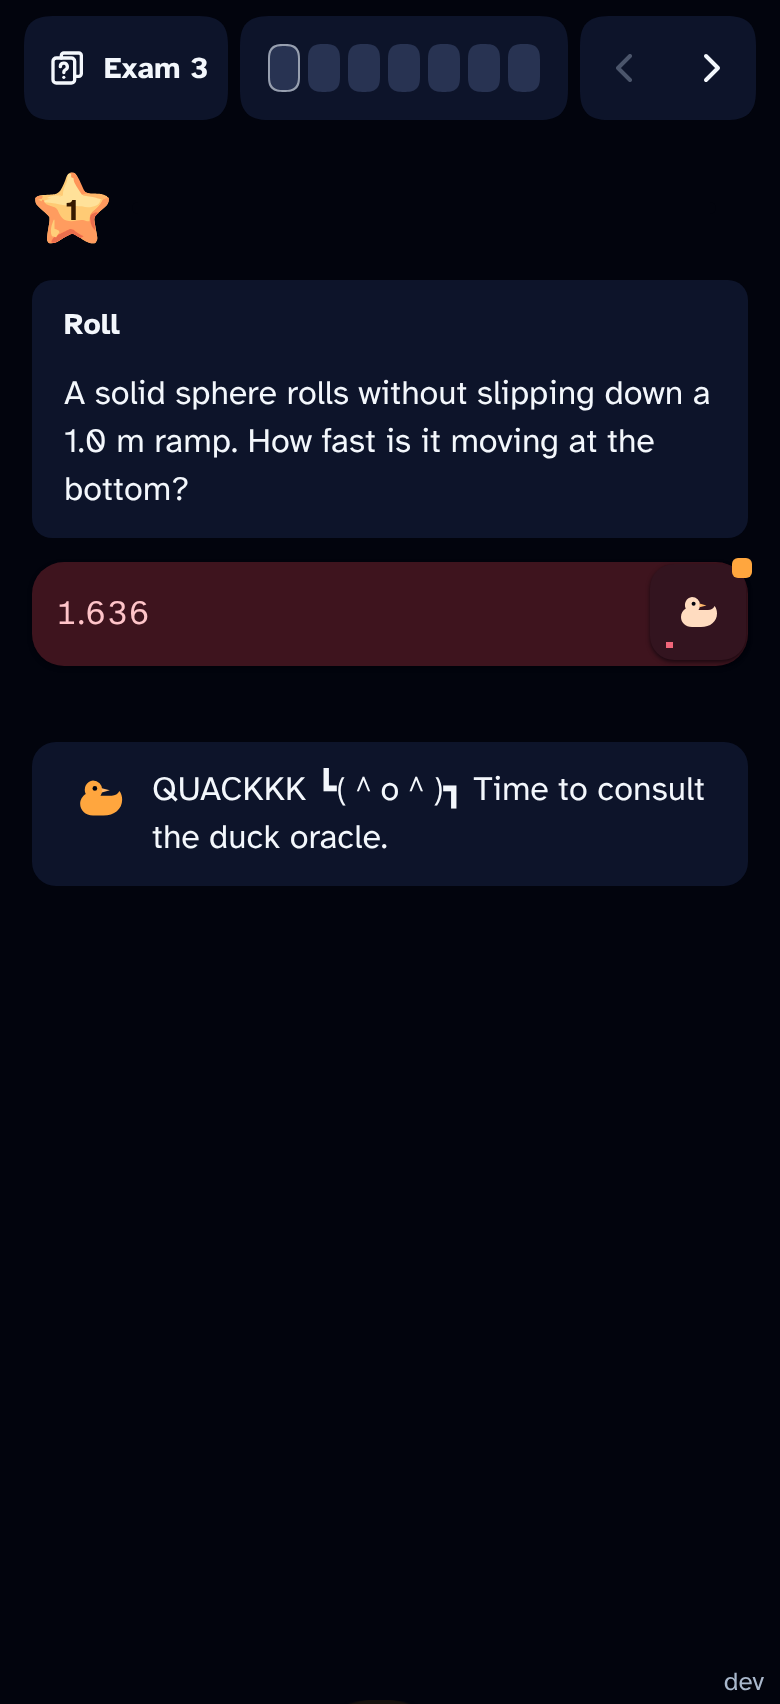 Exam 3
1
Roll
A solid sphere rolls without slipping down a
1.0 m ramp. How fast is it moving at the
bottom?
1.636
QUACKKK ┗( ^ o ^ )┓ Time to consult
the duck oracle.
dev